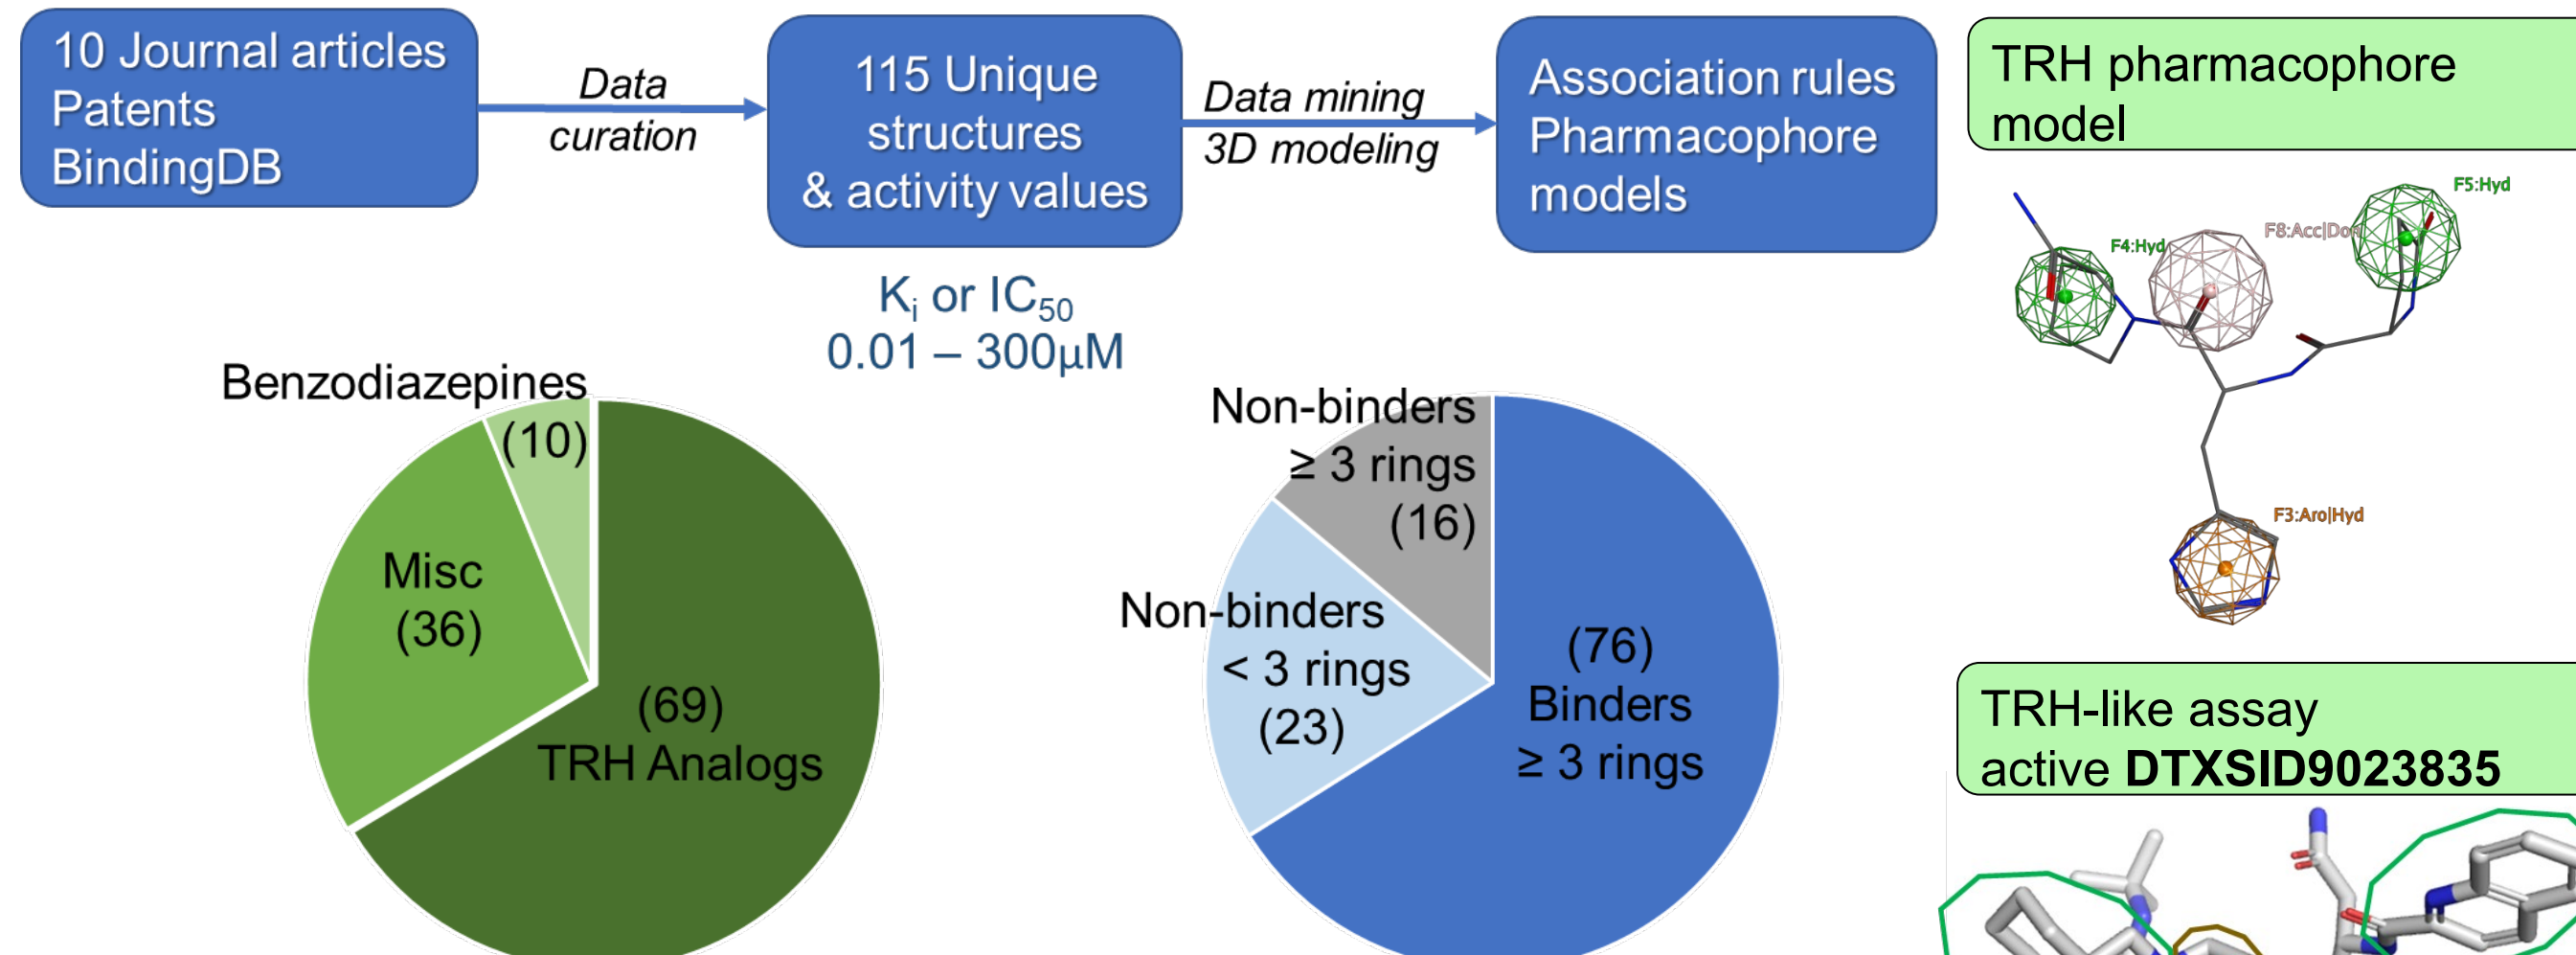 10 Journal articles
Patents
BindingDB
Data
curation
115 Unique
structures
& activity values
Data mining
3D modeling
Association rules
Pharmacophore
models
TRH pharmacophore
model
Ki or IC50
0.01 – 300µM
F5:Hyd
F8:Acc|Don
F4:Hyd
F3:Aro|Hyd
Benzodiazepines
(10)
Misc
(36)
(69)
TRH Analogs
Non-binders
≥ 3 rings
(16)
Non-binders
< 3 rings
(23)
(76)
Binders
≥ 3 rings
TRH-like assay
active DTXSID9023835